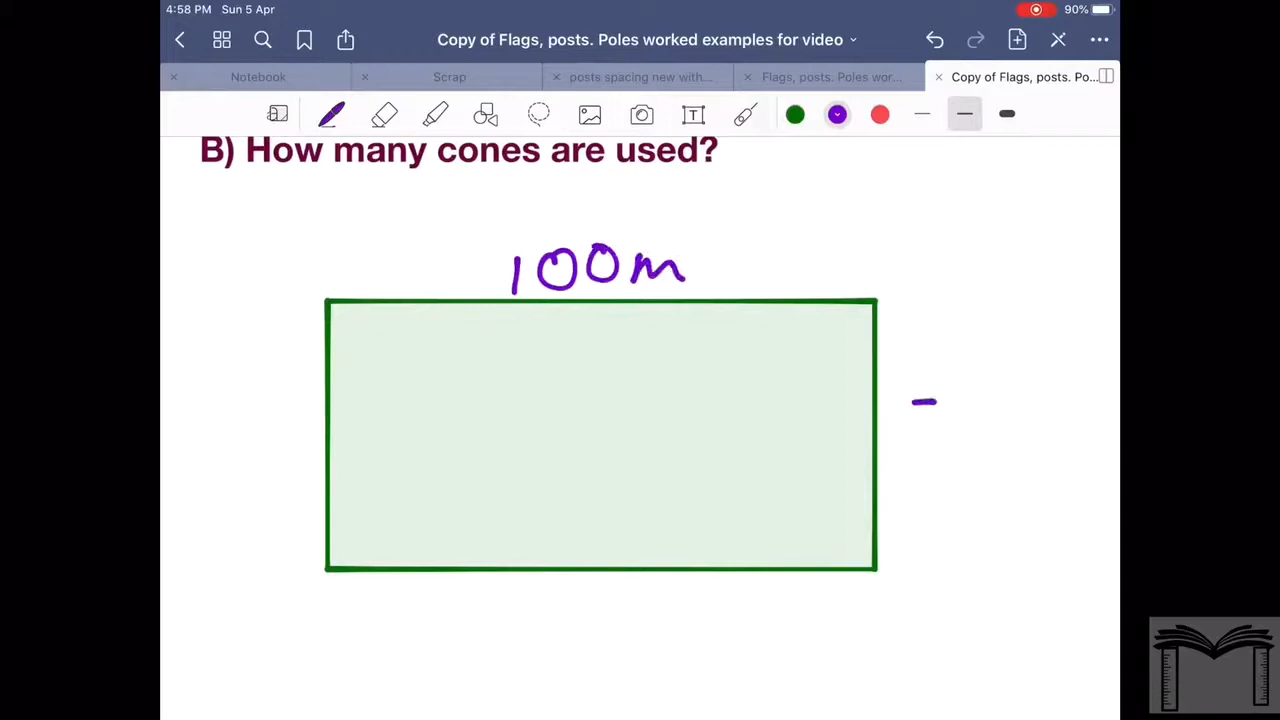 4:58 PM Sun 5 Apr 90%
Copy of Flags, posts. Poles worked examples for video
Notebook Scrap posts spacing new with... Flags, posts. Poles wor... Copy of Flags, posts. Po...
T
B) How many cones are used?
100m